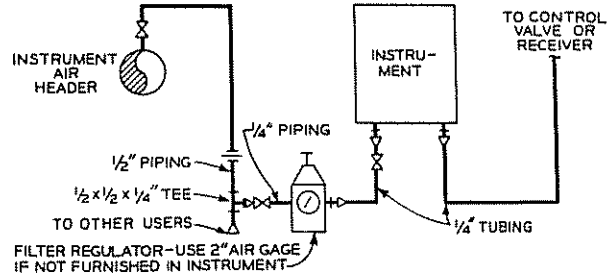 INSTRUMENT
AIR
HEADER
INSTRU-
MENT
TO CONTROL
VALVE OR
RECEIVER
1/4" PIPING
1/2" PIPING
1/2 x 1/2 x 1/4" TEE
TO OTHER USERS
1/4" TUBING
FILTER REGULATOR-USE 2" AIR GAGE
IF NOT FURNISHED IN INSTRUMENT